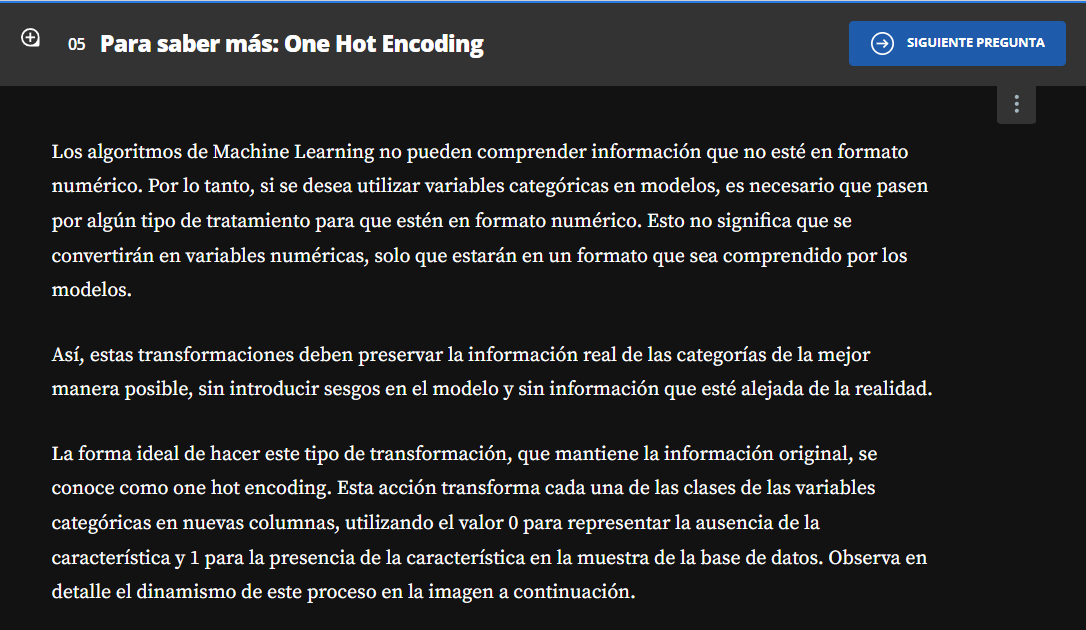 05 Para saber más: One Hot Encoding
SIGUIENTE PREGUNTA
Los algoritmos de Machine Learning no pueden comprender información que no esté en formato
numérico. Por lo tanto, si se desea utilizar variables categóricas en modelos, es necesario que pasen
por algún tipo de tratamiento para que estén en formato numérico. Esto no significa que se
convertirán en variables numéricas, solo que estarán en un formato que sea comprendido por los
modelos.
Así, estas transformaciones deben preservar la información real de las categorías de la mejor
manera posible, sin introducir sesgos en el modelo y sin información que esté alejada de la realidad.
La forma ideal de hacer este tipo de transformación, que mantiene la información original, se
conoce como one hot encoding. Esta acción transforma cada una de las clases de las variables
categóricas en nuevas columnas, utilizando el valor 0 para representar la ausencia de la
característica y 1 para la presencia de la característica en la muestra de la base de datos. Observa en
detalle el dinamismo de este proceso en la imagen a continuación.